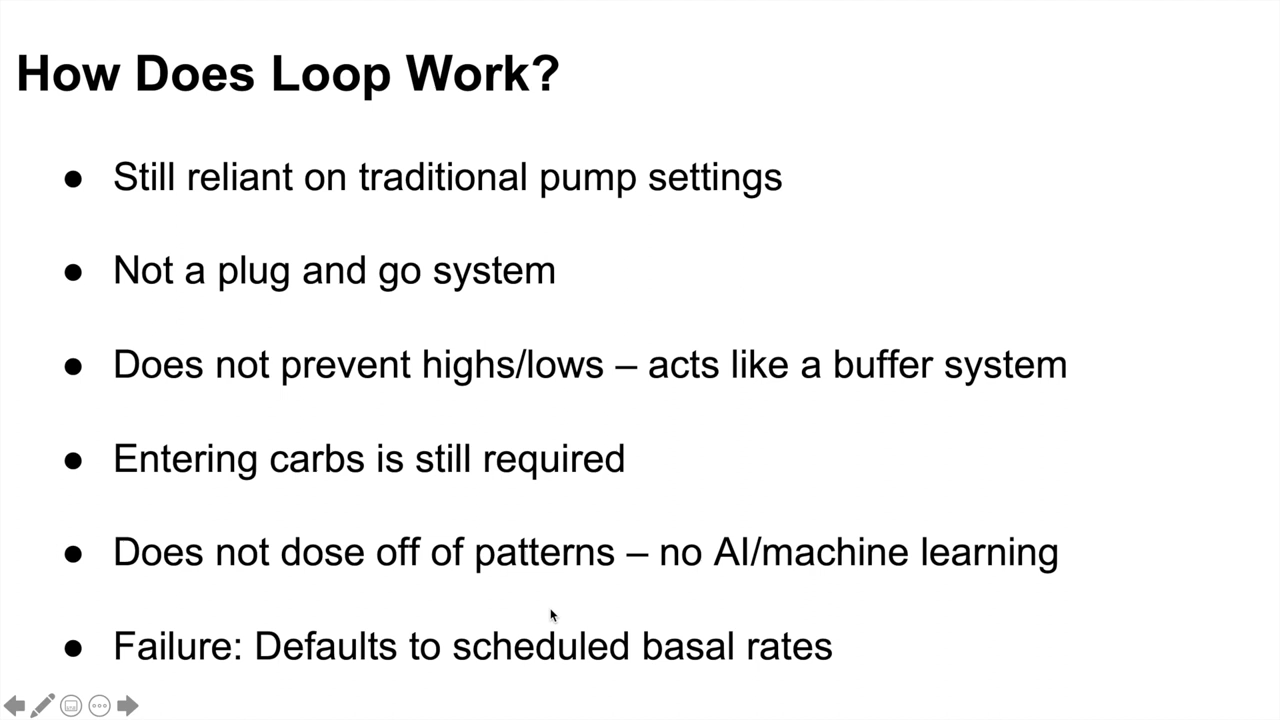 How Does Loop Work?
● Still reliant on traditional pump settings
● Not a plug and go system
● Does not prevent highs/lows – acts like a buffer system
● Entering carbs is still required
● Does not dose off of patterns – no AI/machine learning
● Failure: Defaults to scheduled basal rates